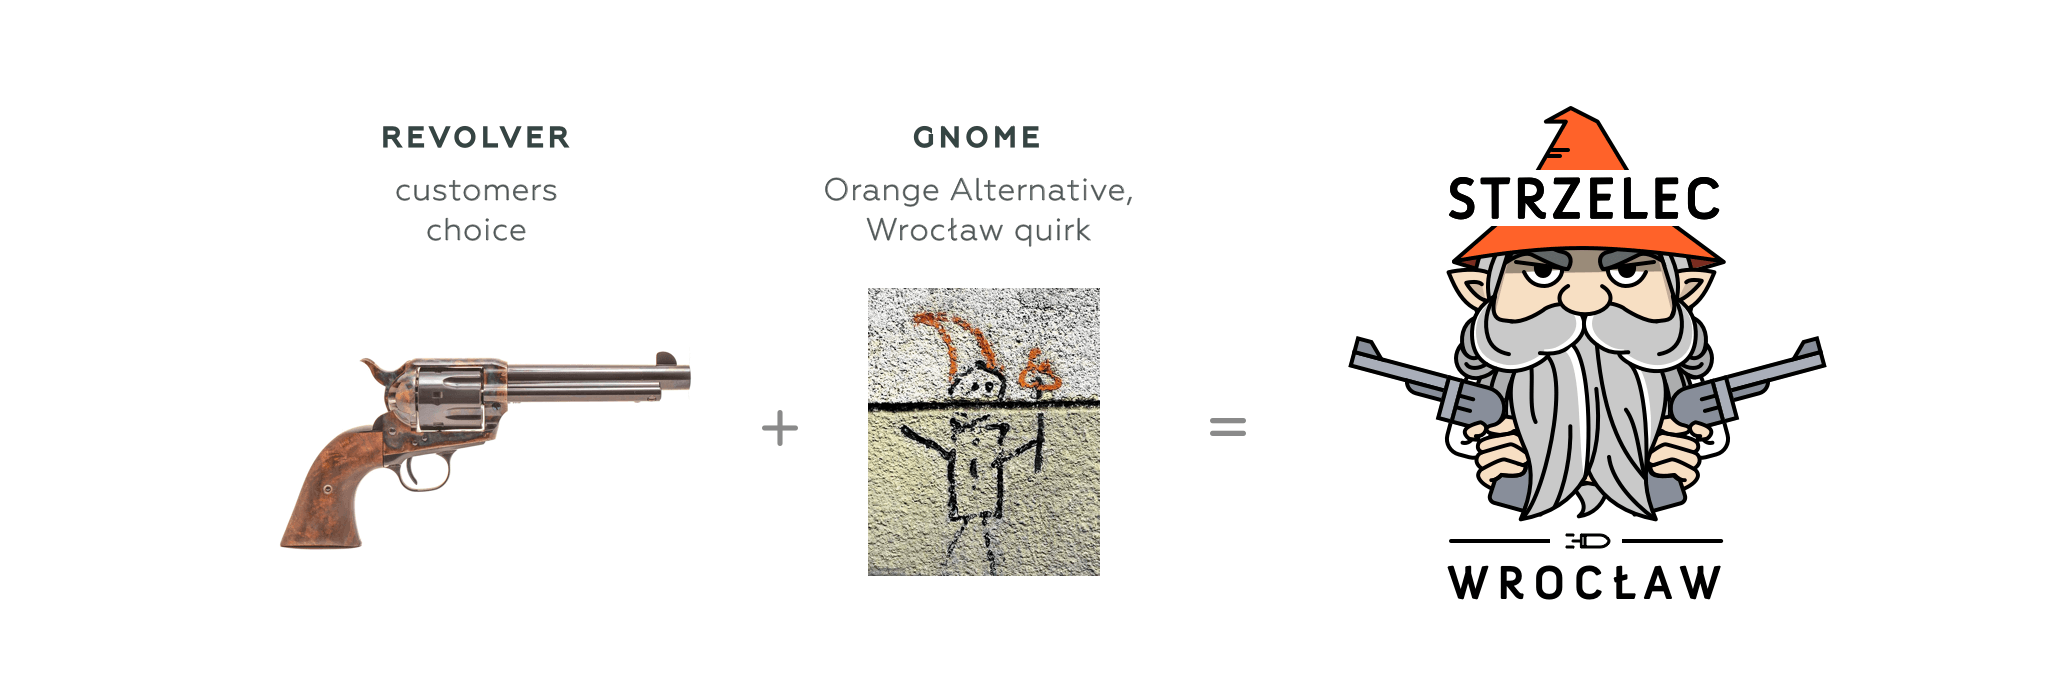 REVOLVER
customers
choice
GNOME
Orange Alternative,
Wrocław quirk
STRZELEC
WROCŁAW